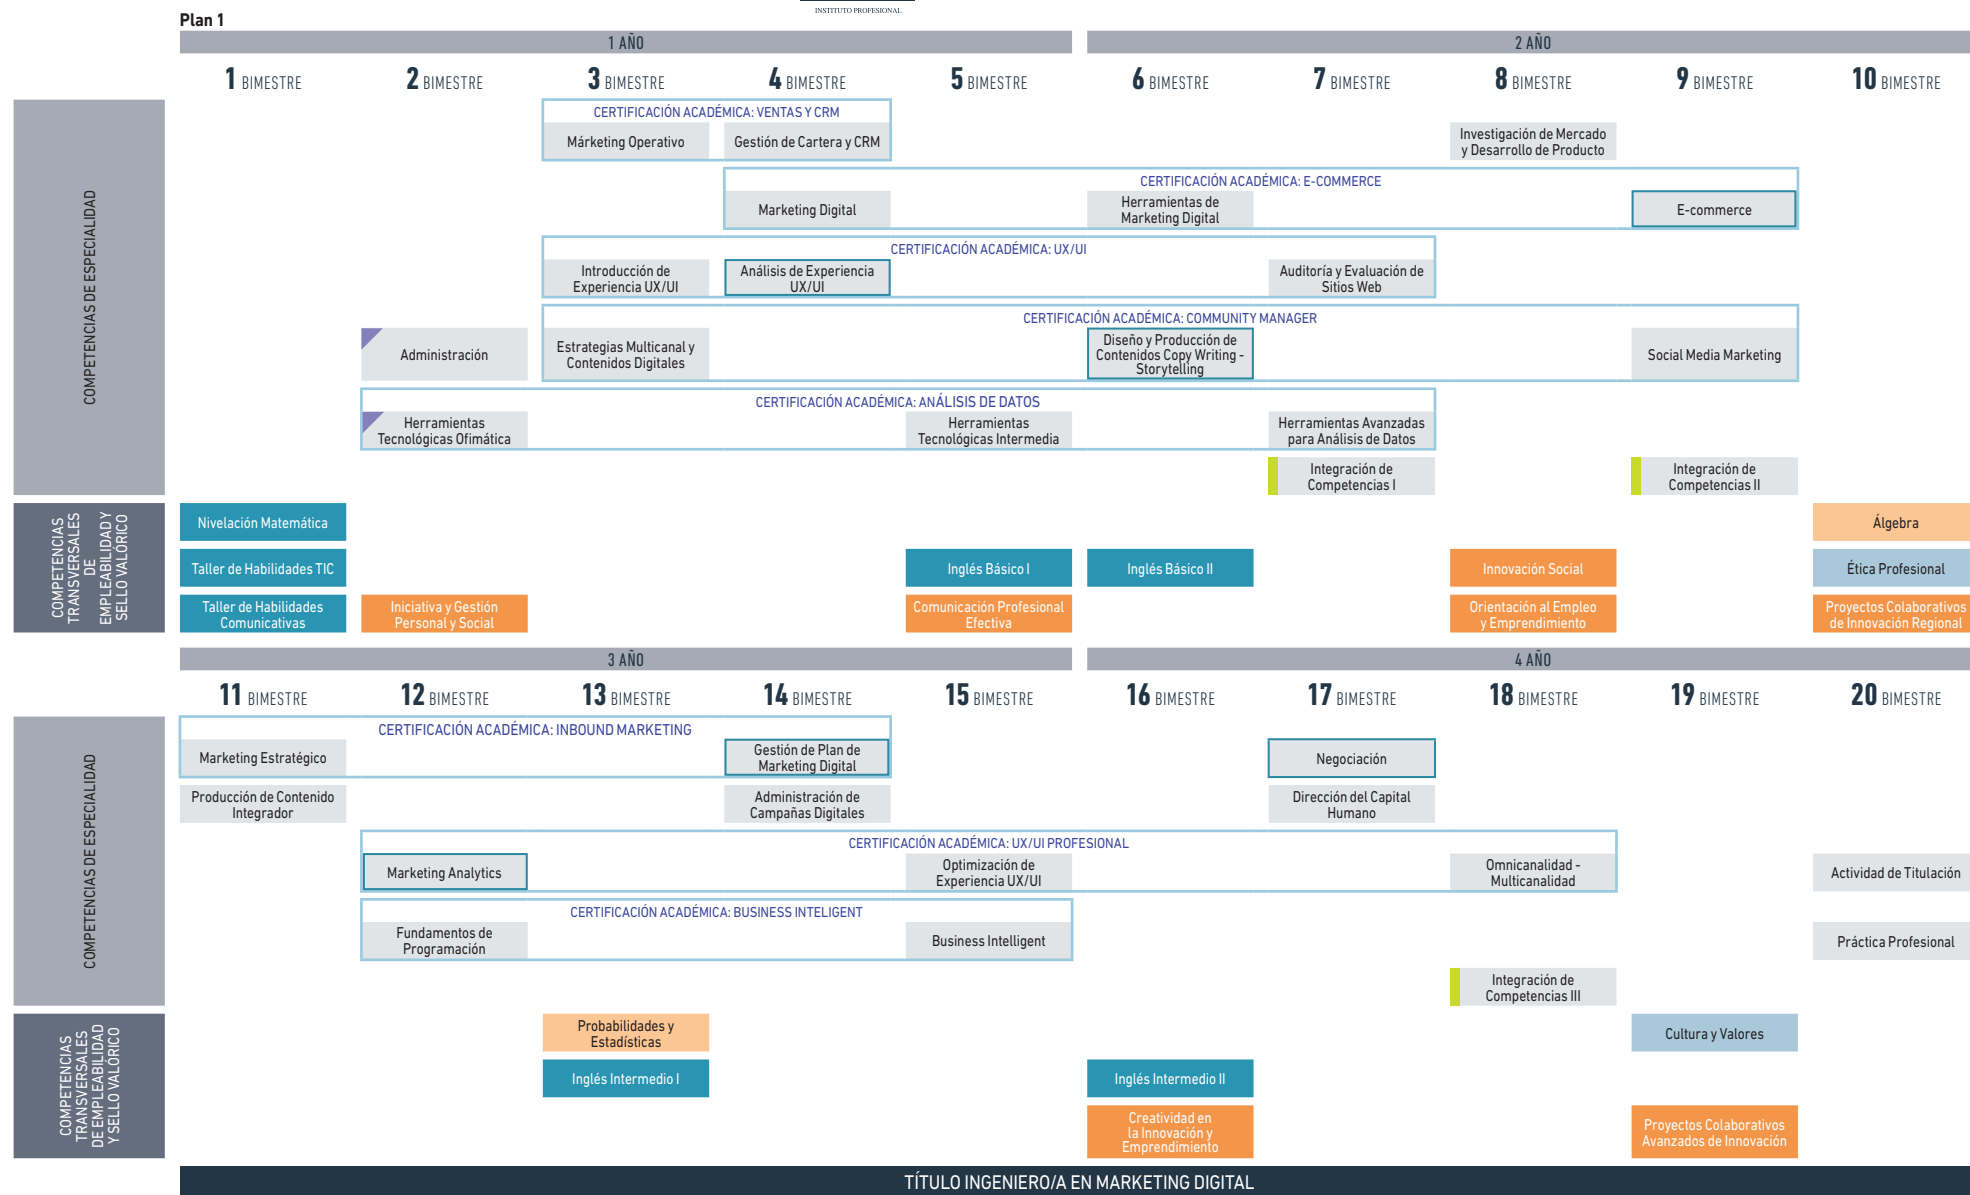 INSTITUTO PROFESIONAL
Plan 1
1 AÑO
2 AÑO
1 BIMESTRE
2 BIMESTRE
3 BIMESTRE
4 BIMESTRE
5 BIMESTRE
6 BIMESTRE
7 BIMESTRE
8 BIMESTRE
9 BIMESTRE
10 BIMESTRE
COMPETENCIAS DE ESPECIALIDAD
CERTIFICACIÓN ACADÉMICA: VENTAS Y CRM
Márketing Operativo
Gestión de Cartera y CRM
Investigación de Mercado
y Desarrollo de Producto
CERTIFICACIÓN ACADÉMICA: E-COMMERCE
Marketing Digital
Herramientas de
Marketing Digital
E-commerce
CERTIFICACIÓN ACADÉMICA: UX/UI
Introducción de
Experiencia UX/UI
Análisis de Experiencia
UX/UI
Auditoría y Evaluación de
Sitios Web
CERTIFICACIÓN ACADÉMICA: COMMUNITY MANAGER
Administración
Estrategias Multicanal y
Contenidos Digitales
Diseño y Producción de
Contenidos Copy Writing -
Storytelling
Social Media Marketing
CERTIFICACIÓN ACADÉMICA: ANÁLISIS DE DATOS
Herramientas
Tecnológicas Ofimática
Herramientas
Tecnológicas Intermedia
Herramientas Avanzadas
para Análisis de Datos
Integración de
Competencias I
Integración de
Competencias II
COMPETENCIAS
TRANSVERSALES
DE
EMPLEABILIDAD Y
SELLO VALÓRICO
Nivelación Matemática
Álgebra
Taller de Habilidades TIC
Inglés Básico I
Inglés Básico II
Innovación Social
Ética Profesional
Taller de Habilidades
Comunicativas
Iniciativa y Gestión
Personal y Social
Comunicación Profesional
Efectiva
Orientación al Empleo
y Emprendimiento
Proyectos Colaborativos
de Innovación Regional
3 AÑO
4 AÑO
11 BIMESTRE
12 BIMESTRE
13 BIMESTRE
14 BIMESTRE
15 BIMESTRE
16 BIMESTRE
17 BIMESTRE
18 BIMESTRE
19 BIMESTRE
20 BIMESTRE
COMPETENCIAS DE ESPECIALIDAD
CERTIFICACIÓN ACADÉMICA: INBOUND MARKETING
Marketing Estratégico
Gestión de Plan de
Marketing Digital
Negociación
Producción de Contenido
Integrador
Administración de
Campañas Digitales
Dirección del Capital
Humano
CERTIFICACIÓN ACADÉMICA: UX/UI PROFESIONAL
Marketing Analytics
Optimización de
Experiencia UX/UI
Omnicanalidad -
Multicanalidad
Actividad de Titulación
CERTIFICACIÓN ACADÉMICA: BUSINESS INTELIGENT
Fundamentos de
Programación
Business Intelligent
Práctica Profesional
Integración de
Competencias III
COMPETENCIAS
TRANSVERSALES
DE EMPLEABILIDAD
Y SELLO VALÓRICO
Probabilidades y
Estadísticas
Cultura y Valores
Inglés Intermedio I
Inglés Intermedio II
Creatividad en
la Innovación y
Emprendimiento
Proyectos Colaborativos
Avanzados de Innovación
TÍTULO INGENIERO/A EN MARKETING DIGITAL